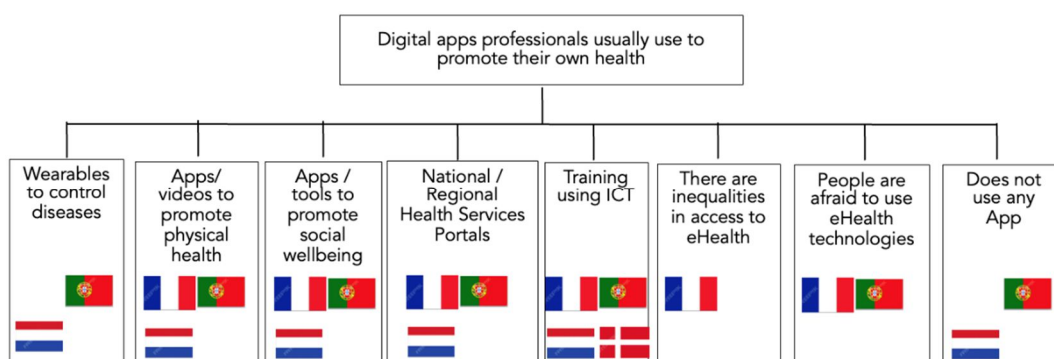 Digital apps professionals usually use to
promote their own health
Wearables
to control
diseases
Apps/
videos to
promote
physical
health
Apps /
tools to
promote
social
wellbeing
National /
Regional
Health Services
Portals
Training
using ICT
There are
inequalities
in access to
eHealth
People are
afraid to use
eHealth
technologies
Does not
use any
App